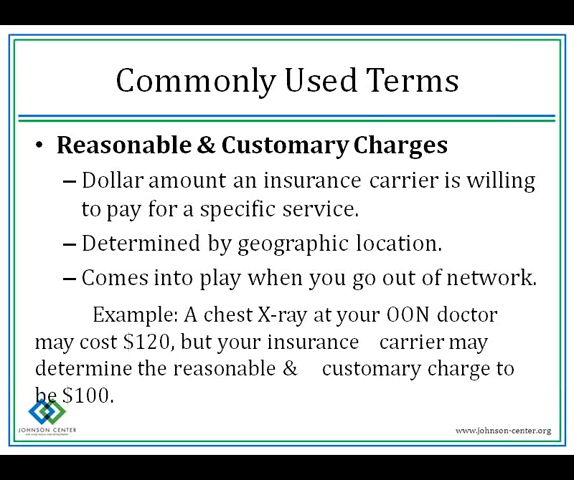 Commonly Used Terms
• Reasonable & Customary Charges
– Dollar amount an insurance carrier is willing
to pay for a specific service.
– Determined by geographic location.
– Comes into play when you go out of network.
Example: A chest X-ray at your OON doctor
may cost $120, but your insurance carrier may
determine the reasonable & customary charge to
be $100.
JOHNSON CENTER
www.johnson-center.org